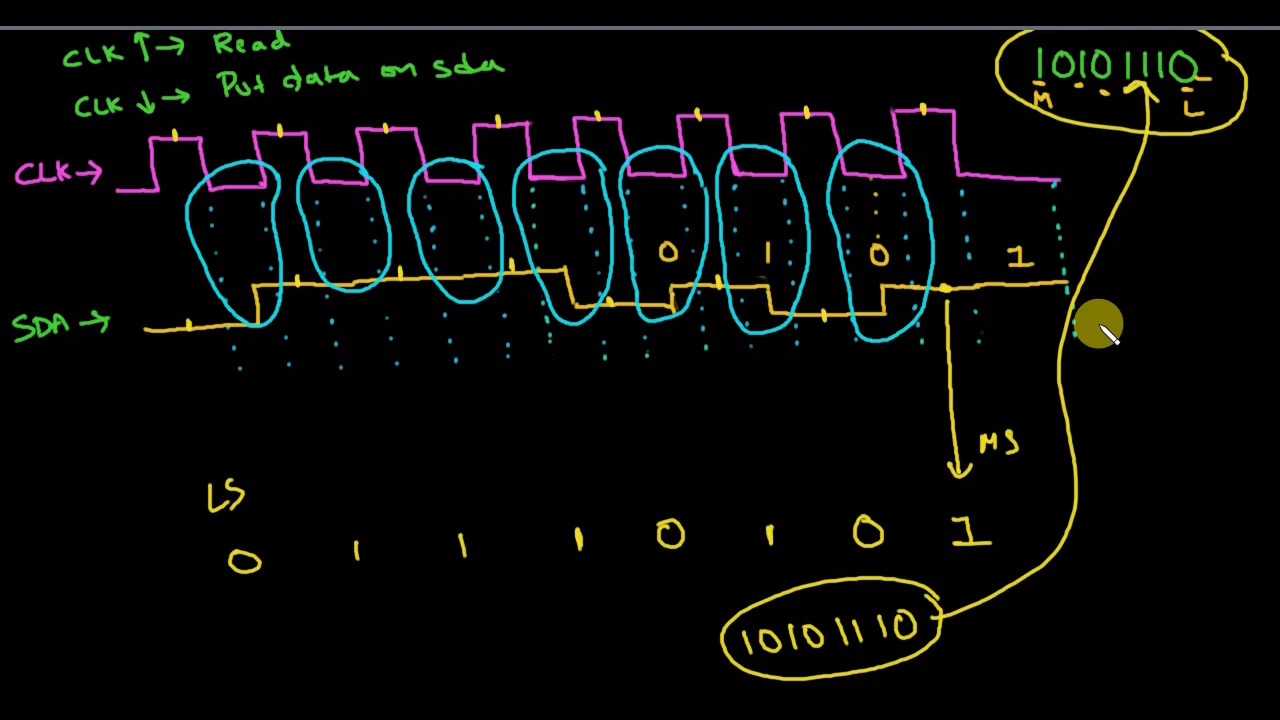 CLK ↑→ Read
10101110
CLK ↓→ Put data on sda
M L
CLK→
0 1 0 1
SDA→
MS
LS
0 1 1 1 0 1 0 1
10101110